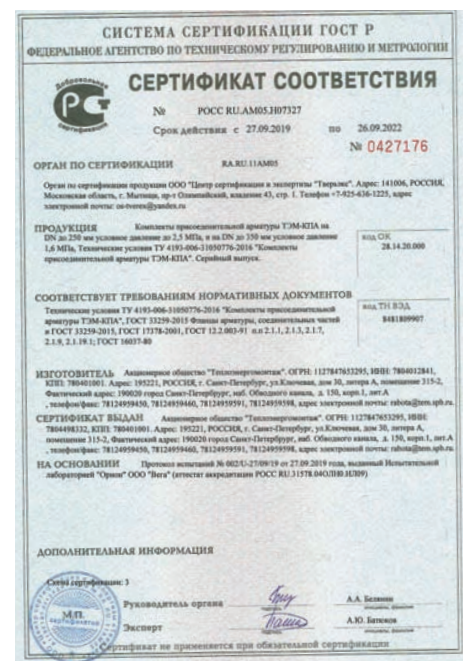 СИСТЕМА СЕРТИФИКАЦИИ ГОСТ Р
ФЕДЕРАЛЬНОЕ АГЕНТСТВО ПО ТЕХНИЧЕСКОМУ РЕГУЛИРОВАНИЮ И МЕТРОЛОГИИ
Добровольная
сертификация
СЕРТИФИКАТ СООТВЕТСТВИЯ
№ РОСС RU.АМ05.Н07327
Срок действия с 27.09.2019 по 26.09.2022
№ 0427176
ОРГАН ПО СЕРТИФИКАЦИИ RA.RU.11АМ05
Орган по сертификации продукции ООО "Центр сертификации и экспертизы "Тверьэкс". Адрес: 141006, РОССИЯ,
Московская область, г. Мытищи, пр-т Олимпийский, владение 43, стр. 1. Телефон +7-925-636-1225, адрес
электронной почты: os-tverex@yandex.ru
ПРОДУКЦИЯ Комплекты присоединительной арматуры ТЭМ-КПА на
DN до 250 мм условное давление до 2,5 МПа, и на DN до 350 мм условное давление
1,6 МПа, Технические условия ТУ 4193-006-31050776-2016 "Комплекты
присоединительной арматуры ТЭМ-КПА". Серийный выпуск.
код ОК
28.14.20.000
СООТВЕТСТВУЕТ ТРЕБОВАНИЯМ НОРМАТИВНЫХ ДОКУМЕНТОВ
Технические условия ТУ 4193-006-31050776-2016 "Комплекты присоединительной
арматуры ТЭМ-КПА", ГОСТ 33259-2015 Фланцы арматуры, соединительных частей
и ГОСТ 33259-2015, ГОСТ 17378-2001, ГОСТ 12.2.003-91 п.п 2.1.1, 2.1.3, 2.1.7,
2.1.9, 2.1.19.1; ГОСТ 16037-80
код ТН ВЭД
8481809907
ИЗГОТОВИТЕЛЬ Акционерное общество "Теплоэнергомонтаж". ОГРН: 1127847653295, ИНН: 7804012841,
КПП: 780401001. Адрес: 195221, РОССИЯ, г. Санкт-Петербург, ул.Ключевая, дом 30, литера А, помещение 315-2,
Фактический адрес: 190020 город Санкт-Петербург, наб. Обводного канала, д. 150, корп.1, лит.А
, телефон/факс: 78124959450, 78124959460, 78124959591, 78124959598, адрес электронной почты: rabota@tem.spb.ru.
СЕРТИФИКАТ ВЫДАН Акционерное общество "Теплоэнергомонтаж". ОГРН: 1127847653295, ИНН:
7804498332, КПП: 780401001. Адрес: 195221, РОССИЯ, г. Санкт-Петербург, ул.Ключевая, дом 30, литера А,
помещение 315-2, Фактический адрес: 190020 город Санкт-Петербург, наб. Обводного канала, д. 150, корп.1, лит.А
, телефон/факс: 78124959450, 78124959460, 78124959591, 78124959598, адрес электронной почты: rabota@tem.spb.ru.
НА ОСНОВАНИИ Протокол испытаний № 002/U-27/09/19 от 27.09.2019 года, выданный Испытательной
лабораторией "Орион" ООО "Вега" (аттестат аккредитации РОСС RU.31578.04ОЛН0.ИЛ09).
ДОПОЛНИТЕЛЬНАЯ ИНФОРМАЦИЯ
Схема сертификации: 3
М.П.
Руководитель органа
подпись
инициалы, фамилия
Эксперт
подпись
А.Ю. Батюков
инициалы, фамилия
Сертификат не применяется при обязательной сертификации